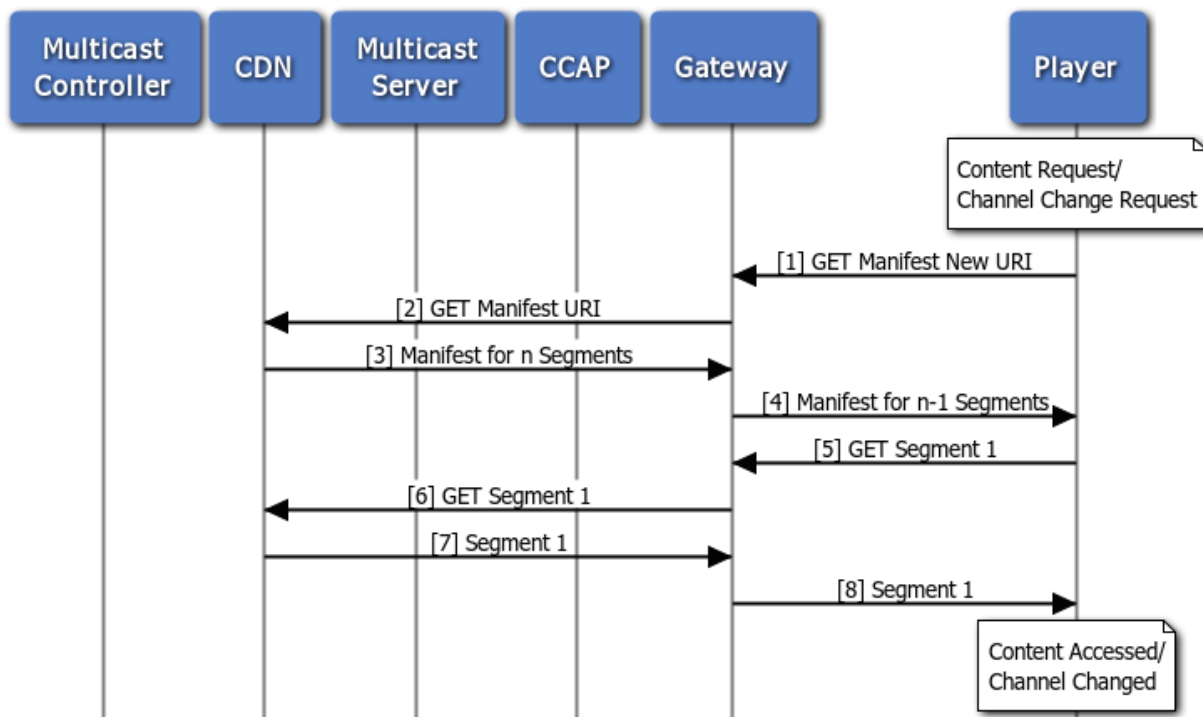 Multicast
Controller
CDN
Multicast
Server
CCAP
Gateway
Player
Content Request/
Channel Change Request
[1] GET Manifest New URI
[2] GET Manifest URI
[3] Manifest for n Segments
[4] Manifest for n-1 Segments
[5] GET Segment 1
[6] GET Segment 1
[7] Segment 1
[8] Segment 1
Content Accessed/
Channel Changed